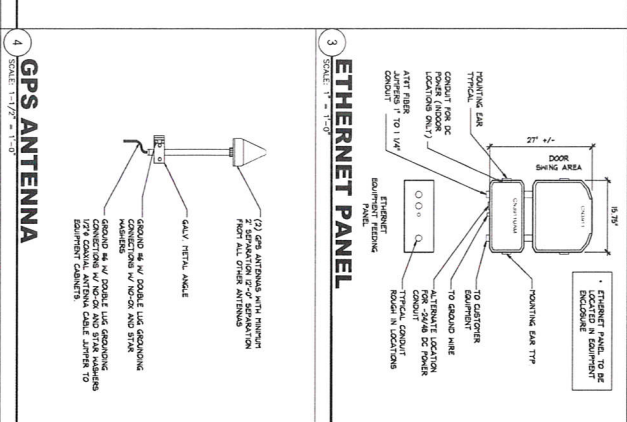 27" +/-
DOOR
SWING AREA
15.75"
* ETHERNET PANEL TO BE
LOCATED IN EQUIPMENT
ENCLOSURE
MOUNTING EAR
TYPICAL
CONDUIT FOR DC
POWER (INDOOR
LOCATIONS ONLY)
AT&T FIBER
JUMPERS 1" TO 1 1/4"
CONDUIT
MOUNTING EAR TYP
TO CUSTOMER
EQUIPMENT
TO GROUND WIRE
ALTERNATE LOCATION
FOR -24/48 DC POWER
CONDUIT
ETHERNET
EQUIPMENT FEEDING
PANEL
TYPICAL CONDUIT
ROUGH IN LOCATIONS
3
ETHERNET PANEL
SCALE: 1" = 1'-0"
(2) GPS ANTENNAS WITH MINIMUM
2' SEPARATION 12'-0" SEPARATION
FROM ALL OTHER ANTENNAS
GALV. METAL ANGLE
GROUND #6 W/ DOUBLE LUG GROUNDING
CONNECTIONS W/ NO-OX AND STAR
WASHERS
GROUND #6 W/ DOUBLE LUG GROUNDING
CONNECTIONS W/ NO-OX AND STAR WASHERS
1/2"Φ COAXIAL ANTENNA CABLE JUMPER TO
EQUIPMENT CABINETS.
4
GPS ANTENNA
SCALE: 1-1/2" = 1'-0"